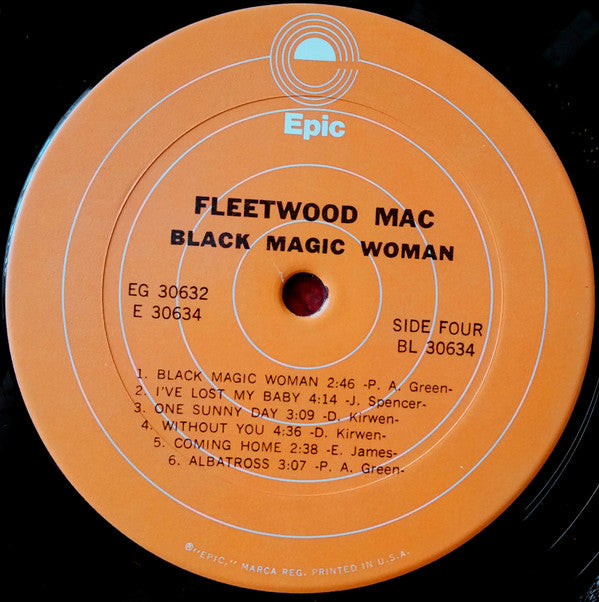 Epic
FLEETWOOD MAC
BLACK MAGIC WOMAN
EG 30632
E 30634
SIDE FOUR
BL 30634
1. BLACK MAGIC WOMAN 2:46 -P. A. Green-
2. I'VE LOST MY BABY 4:14 -J. Spencer-
3. ONE SUNNY DAY 3:09 -D. Kirwen-
4. WITHOUT YOU 4:36 -D. Kirwen-
5. COMING HOME 2:38 -E. James-
6. ALBATROSS 3:07 -P. A. Green-
®"EPIC," MARCA REG. PRINTED IN U.S.A.